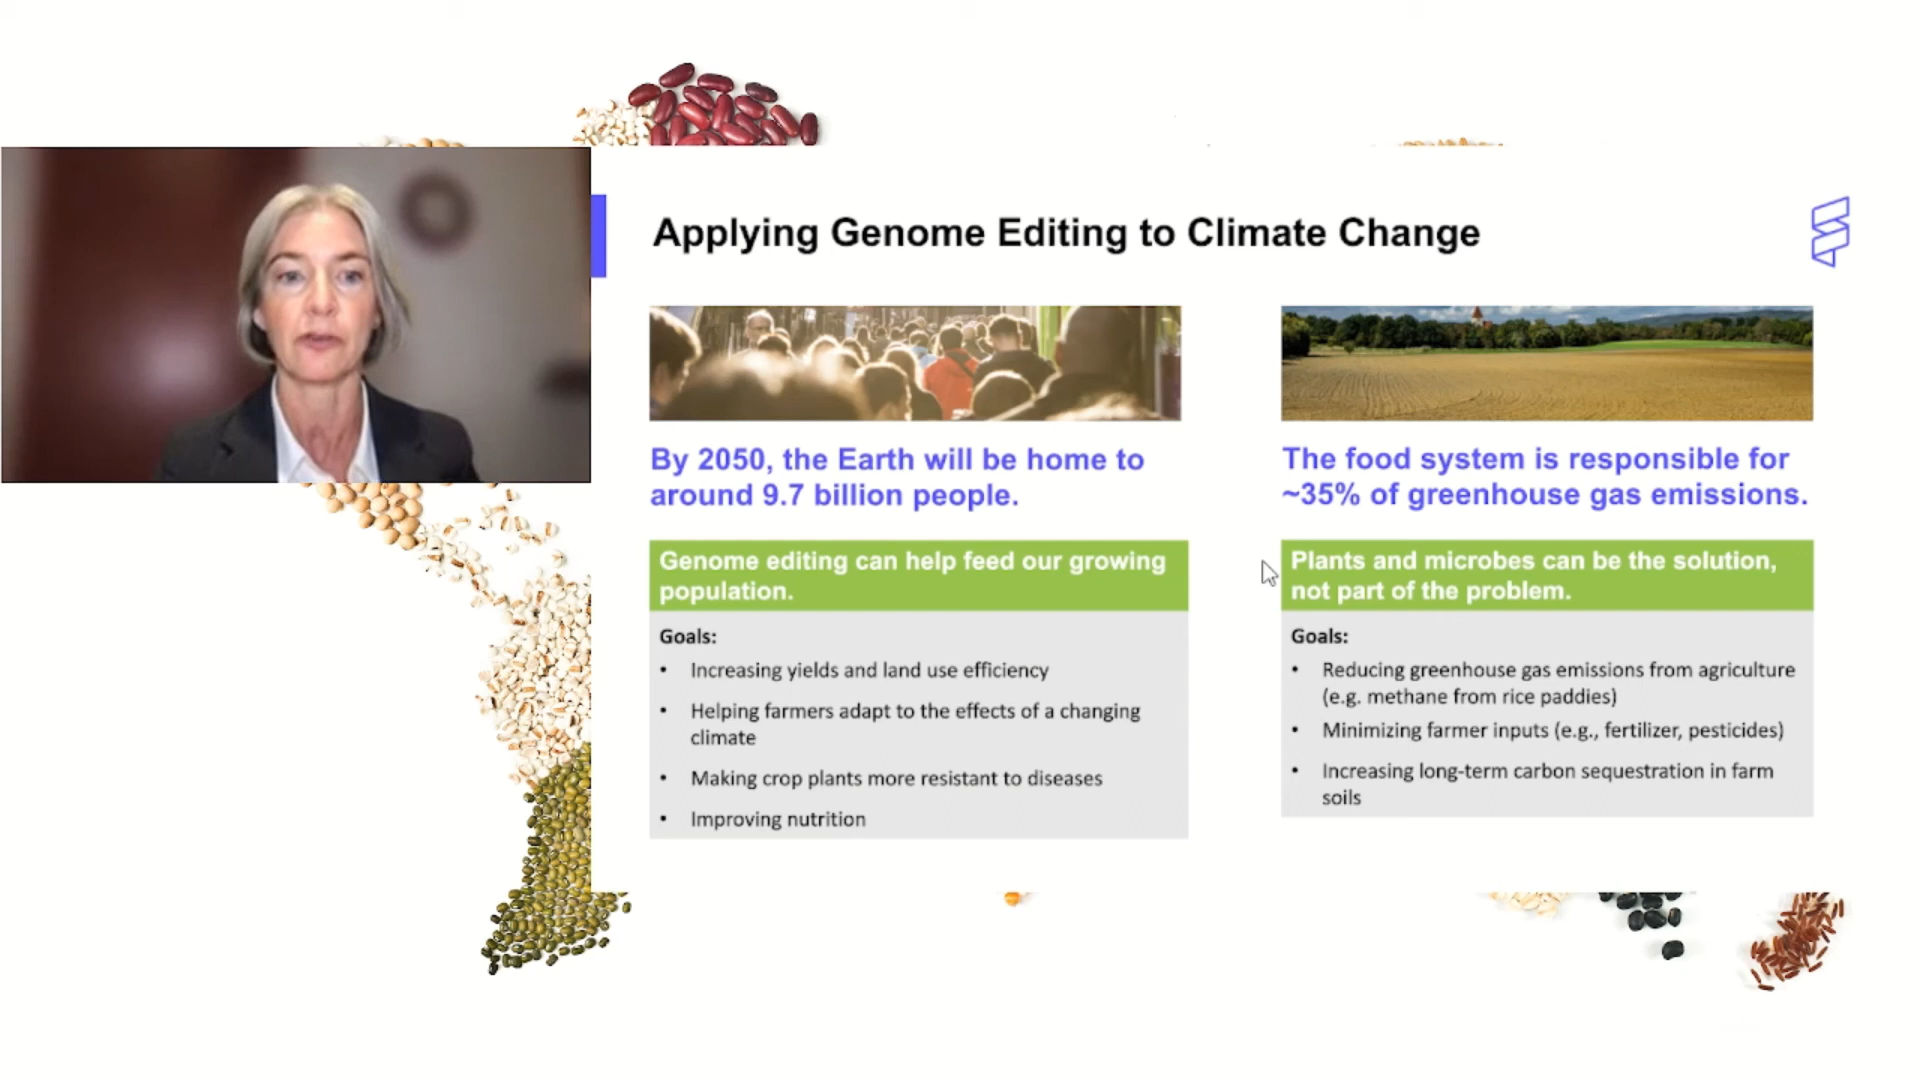 Applying Genome Editing to Climate Change
By 2050, the Earth will be home to
around 9.7 billion people.
Genome editing can help feed our growing
population.
Goals:
• Increasing yields and land use efficiency
• Helping farmers adapt to the effects of a changing
climate
• Making crop plants more resistant to diseases
• Improving nutrition
The food system is responsible for
~35% of greenhouse gas emissions.
Plants and microbes can be the solution,
not part of the problem.
Goals:
• Reducing greenhouse gas emissions from agriculture
(e.g. methane from rice paddies)
• Minimizing farmer inputs (e.g., fertilizer, pesticides)
• Increasing long-term carbon sequestration in farm
soils